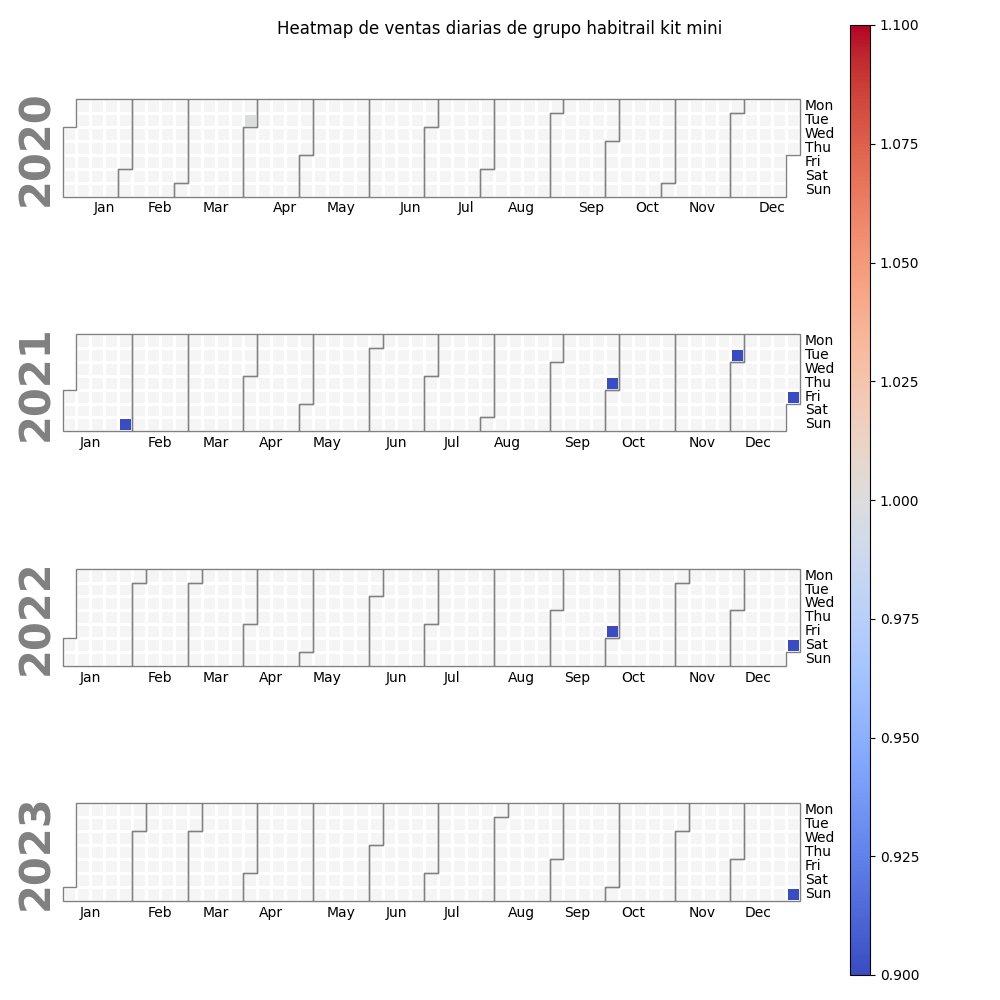 Heatmap de ventas diarias de grupo habitrail kit mini
2020
Mon
Tue
Wed
Thu
Fri
Sat
Sun
Jan Feb Mar Apr May Jun Jul Aug Sep Oct Nov Dec
2021
Mon
Tue
Wed
Thu
Fri
Sat
Sun
Jan Feb Mar Apr May Jun Jul Aug Sep Oct Nov Dec
2022
Mon
Tue
Wed
Thu
Fri
Sat
Sun
Jan Feb Mar Apr May Jun Jul Aug Sep Oct Nov Dec
2023
Mon
Tue
Wed
Thu
Fri
Sat
Sun
Jan Feb Mar Apr May Jun Jul Aug Sep Oct Nov Dec
1.100
1.075
1.050
1.025
1.000
0.975
0.950
0.925
0.900